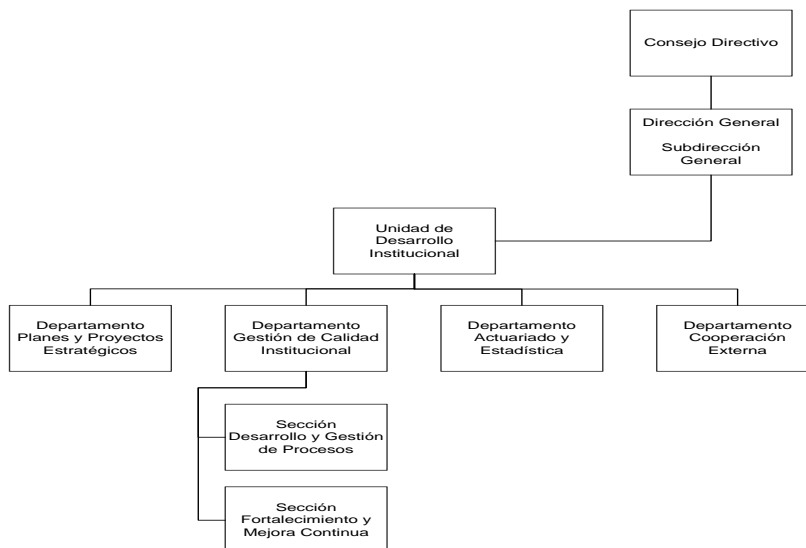 Consejo Directivo
Dirección General
Subdirección
General
Unidad de
Desarrollo
Institucional
Departamento
Planes y Proyectos
Estratégicos
Departamento
Gestión de Calidad
Institucional
Departamento
Actuariado y
Estadística
Departamento
Cooperación
Externa
Sección
Desarrollo y Gestión
de Procesos
Sección
Fortalecimiento y
Mejora Continua